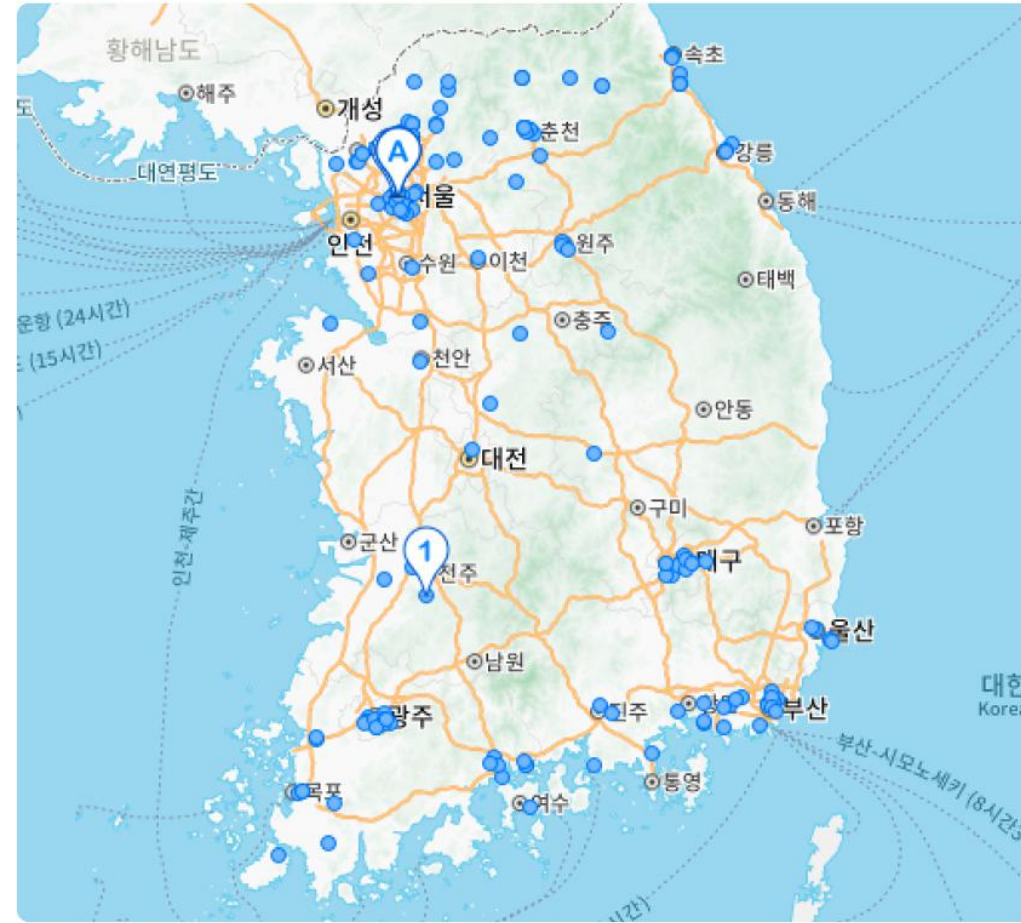 황해남도
속초
해주
개성
도
춘천
대연평도
강릉
A
서울
동해
인천
원주
수원
이천
태백
운항 (24시간)
충주
(15시간)
서산
천안
안동
대전
구미
포항
인천-제주간
군산
1
전주
대구
울산
남원
대한
Korea
광주
진주
부산
부산-시모노세키 (8시간
통영
목포
여수
시간)